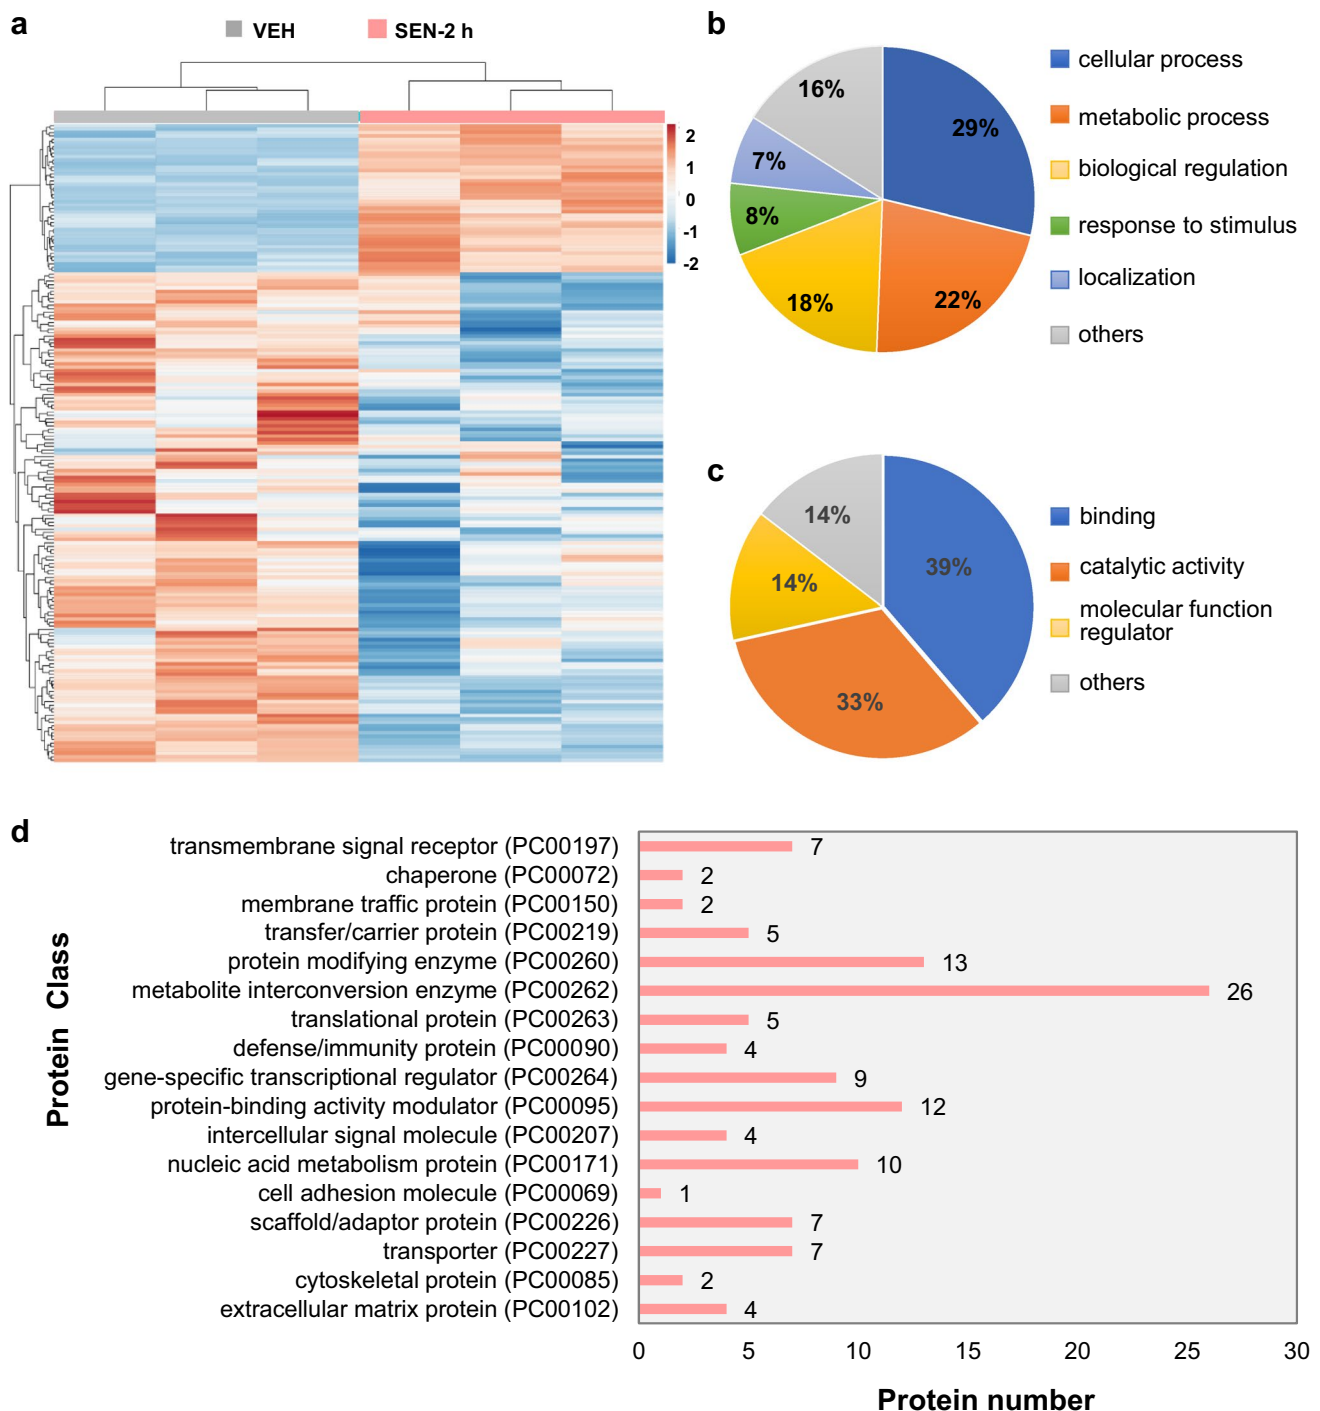 a
VEH
SEN-2 h
2
1
0
-1
-2
b
16%
29%
7%
8%
18%
22%
cellular process
metabolic process
biological regulation
response to stimulus
localization
others
c
14%
39%
14%
33%
binding
catalytic activity
molecular function
regulator
others
d
Protein Class
transmembrane signal receptor (PC00197) 7
chaperone (PC00072) 2
membrane traffic protein (PC00150) 2
transfer/carrier protein (PC00219) 5
protein modifying enzyme (PC00260) 13
metabolite interconversion enzyme (PC00262) 26
translational protein (PC00263) 5
defense/immunity protein (PC00090) 4
gene-specific transcriptional regulator (PC00264) 9
protein-binding activity modulator (PC00095) 12
intercellular signal molecule (PC00207) 4
nucleic acid metabolism protein (PC00171) 10
cell adhesion molecule (PC00069) 1
scaffold/adaptor protein (PC00226) 7
transporter (PC00227) 7
cytoskeletal protein (PC00085) 2
extracellular matrix protein (PC00102) 4
0 5 10 15 20 25 30
Protein number